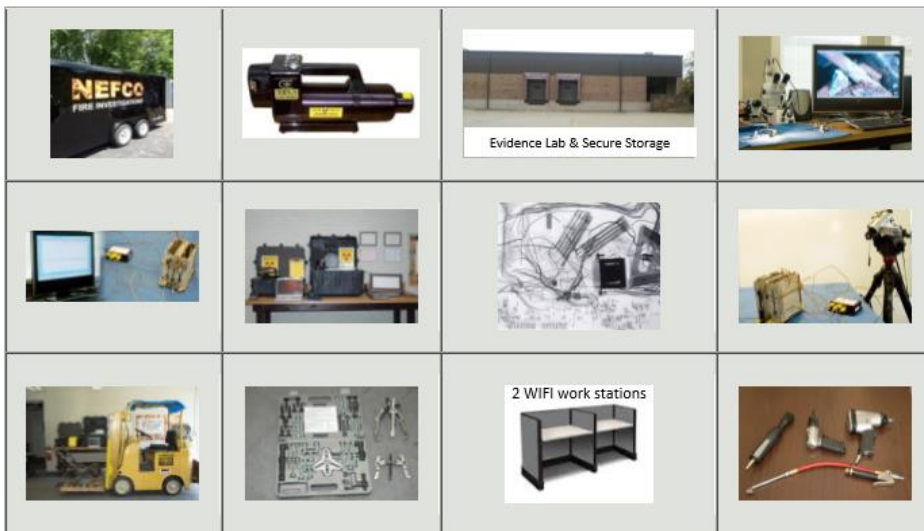 NEFCO
FIRE INVESTIGATIONS
Evidence Lab & Secure Storage
2 WIFI work stations